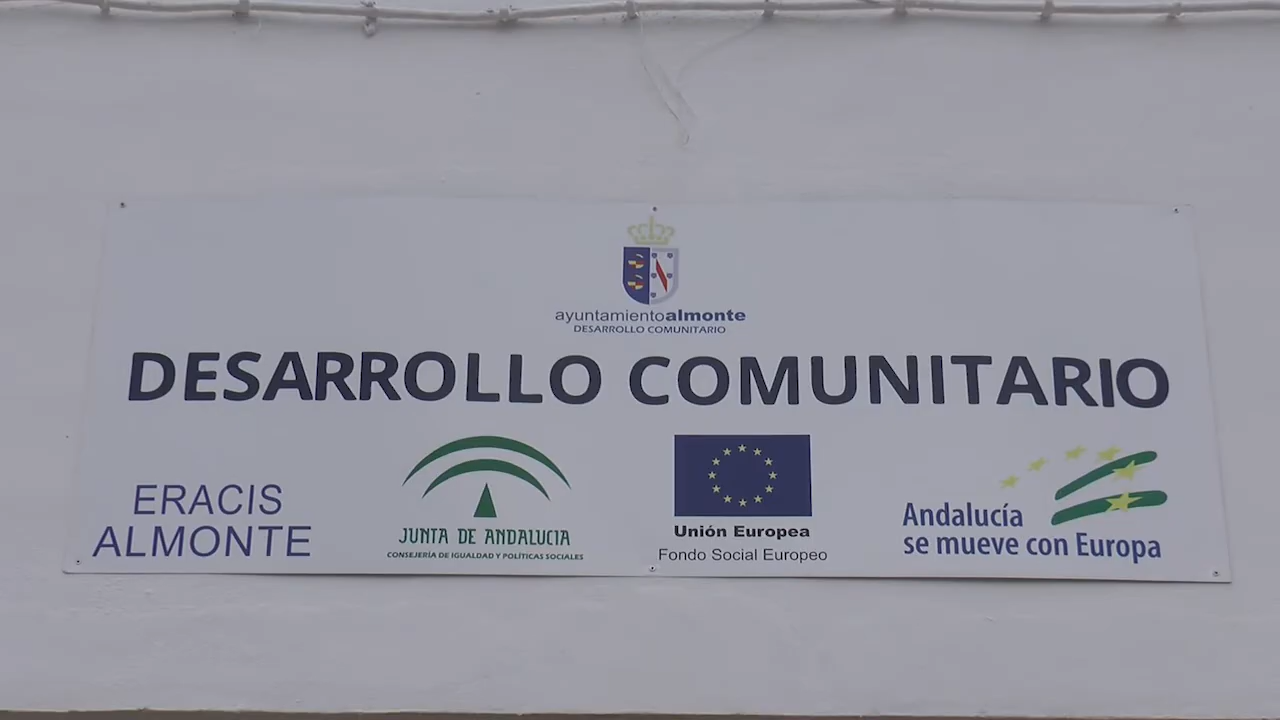 ayuntamientoalmonte
DESARROLLO COMUNITARIO
DESARROLLO COMUNITARIO
ERACIS
ALMONTE
JUNTA DE ANDALUCIA
CONSEJERÍA DE IGUALDAD Y POLÍTICAS SOCIALES
Unión Europea
Fondo Social Europeo
Andalucía
se mueve con Europa